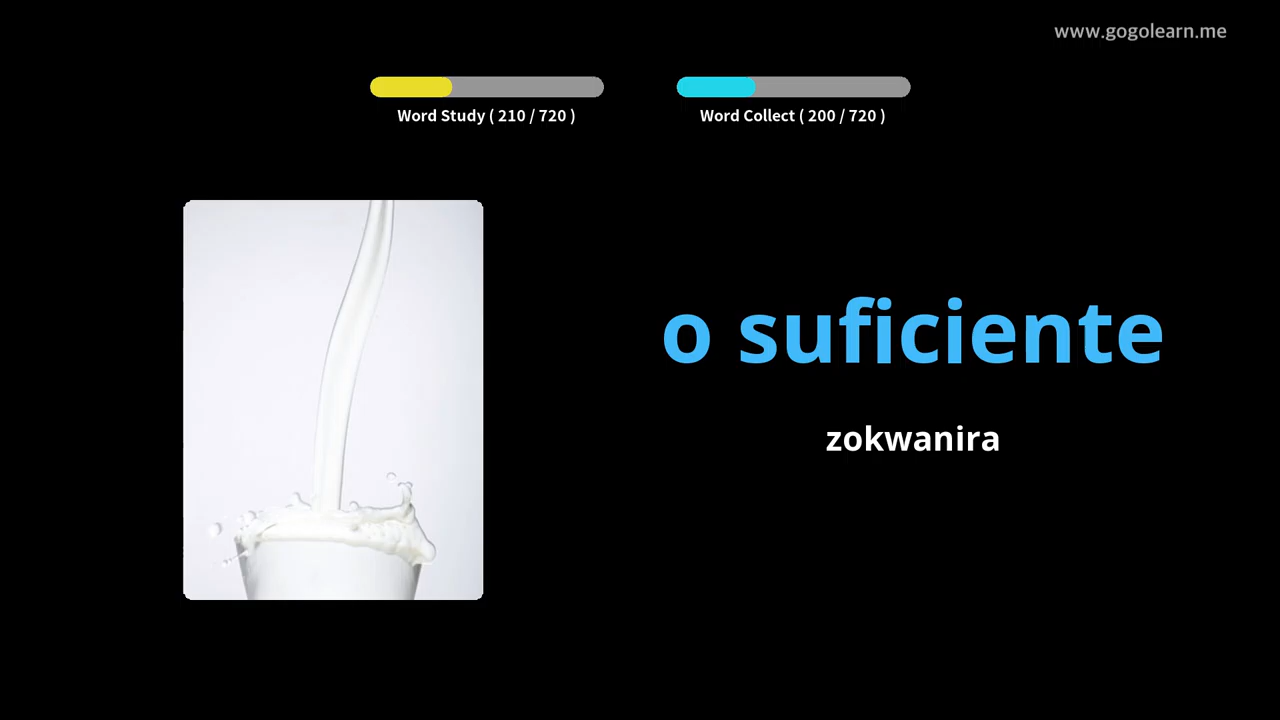 www.gogolearn.me
Word Study ( 210 / 720 )
Word Collect ( 200 / 720 )
o suficiente
zokwanira